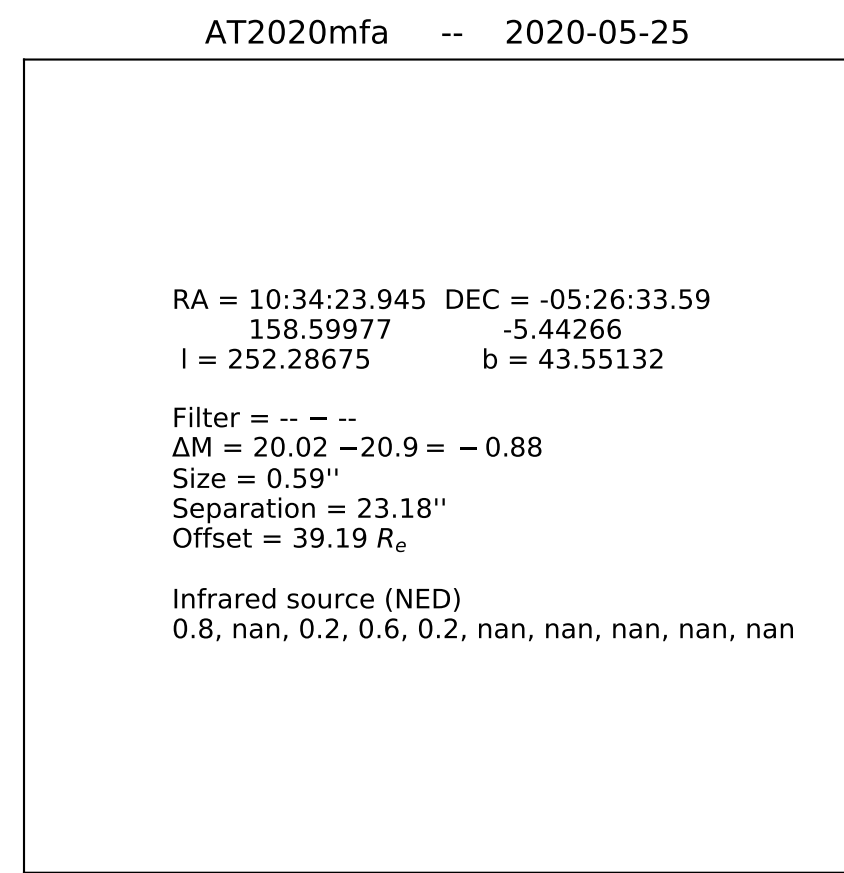 AT2020mfa -- 2020-05-25
RA = 10:34:23.945 DEC = -05:26:33.59
158.59977 -5.44266
l = 252.28675 b = 43.55132
Filter = -- − --
ΔM = 20.02 −20.9 = − 0.88
Size = 0.59''
Separation = 23.18''
Offset = 39.19 Re
Infrared source (NED)
0.8, nan, 0.2, 0.6, 0.2, nan, nan, nan, nan, nan